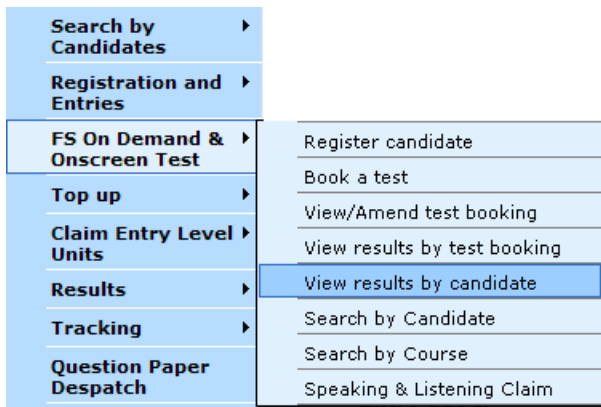 Search by
Candidates
Registration and
Entries
FS On Demand &
Onscreen Test
Top up
Claim Entry Level
Units
Results
Tracking
Question Paper
Despatch
Register candidate
Book a test
View/Amend test booking
View results by test booking
View results by candidate
Search by Candidate
Search by Course
Speaking & Listening Claim